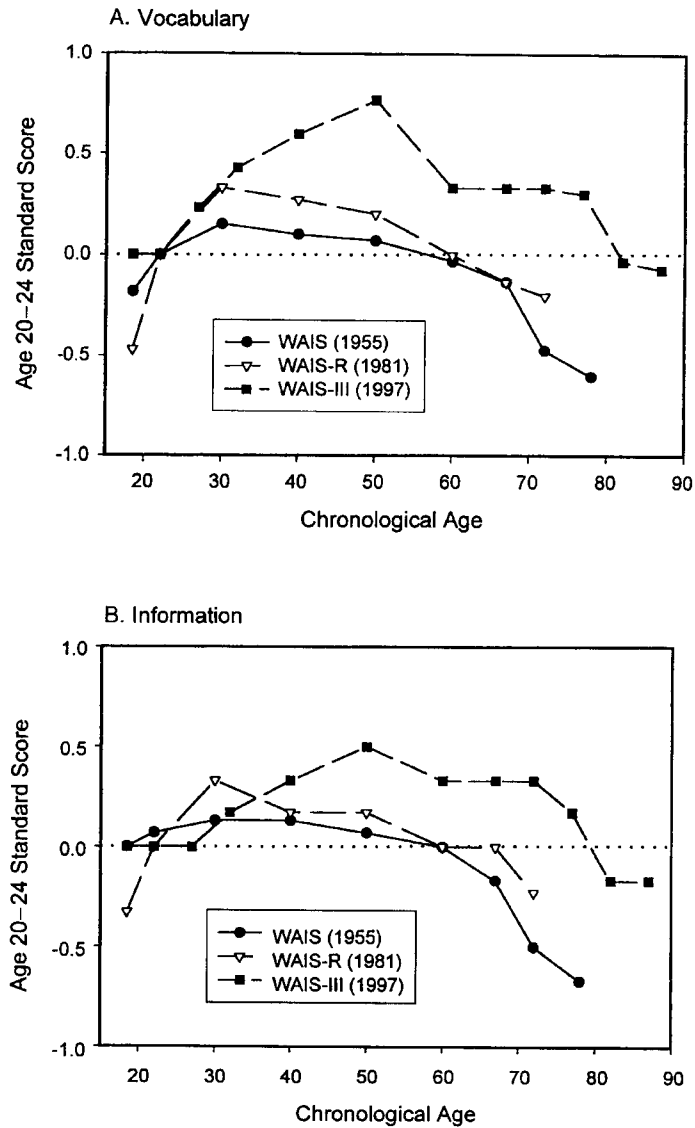 A. Vocabulary
1.0
0.5
0.0
-0.5
-1.0
Age 20–24 Standard Score
WAIS (1955)
WAIS-R (1981)
WAIS-III (1997)
20 30 40 50 60 70 80 90
Chronological Age
B. Information
1.0
0.5
0.0
-0.5
-1.0
Age 20–24 Standard Score
WAIS (1955)
WAIS-R (1981)
WAIS-III (1997)
20 30 40 50 60 70 80 90
Chronological Age